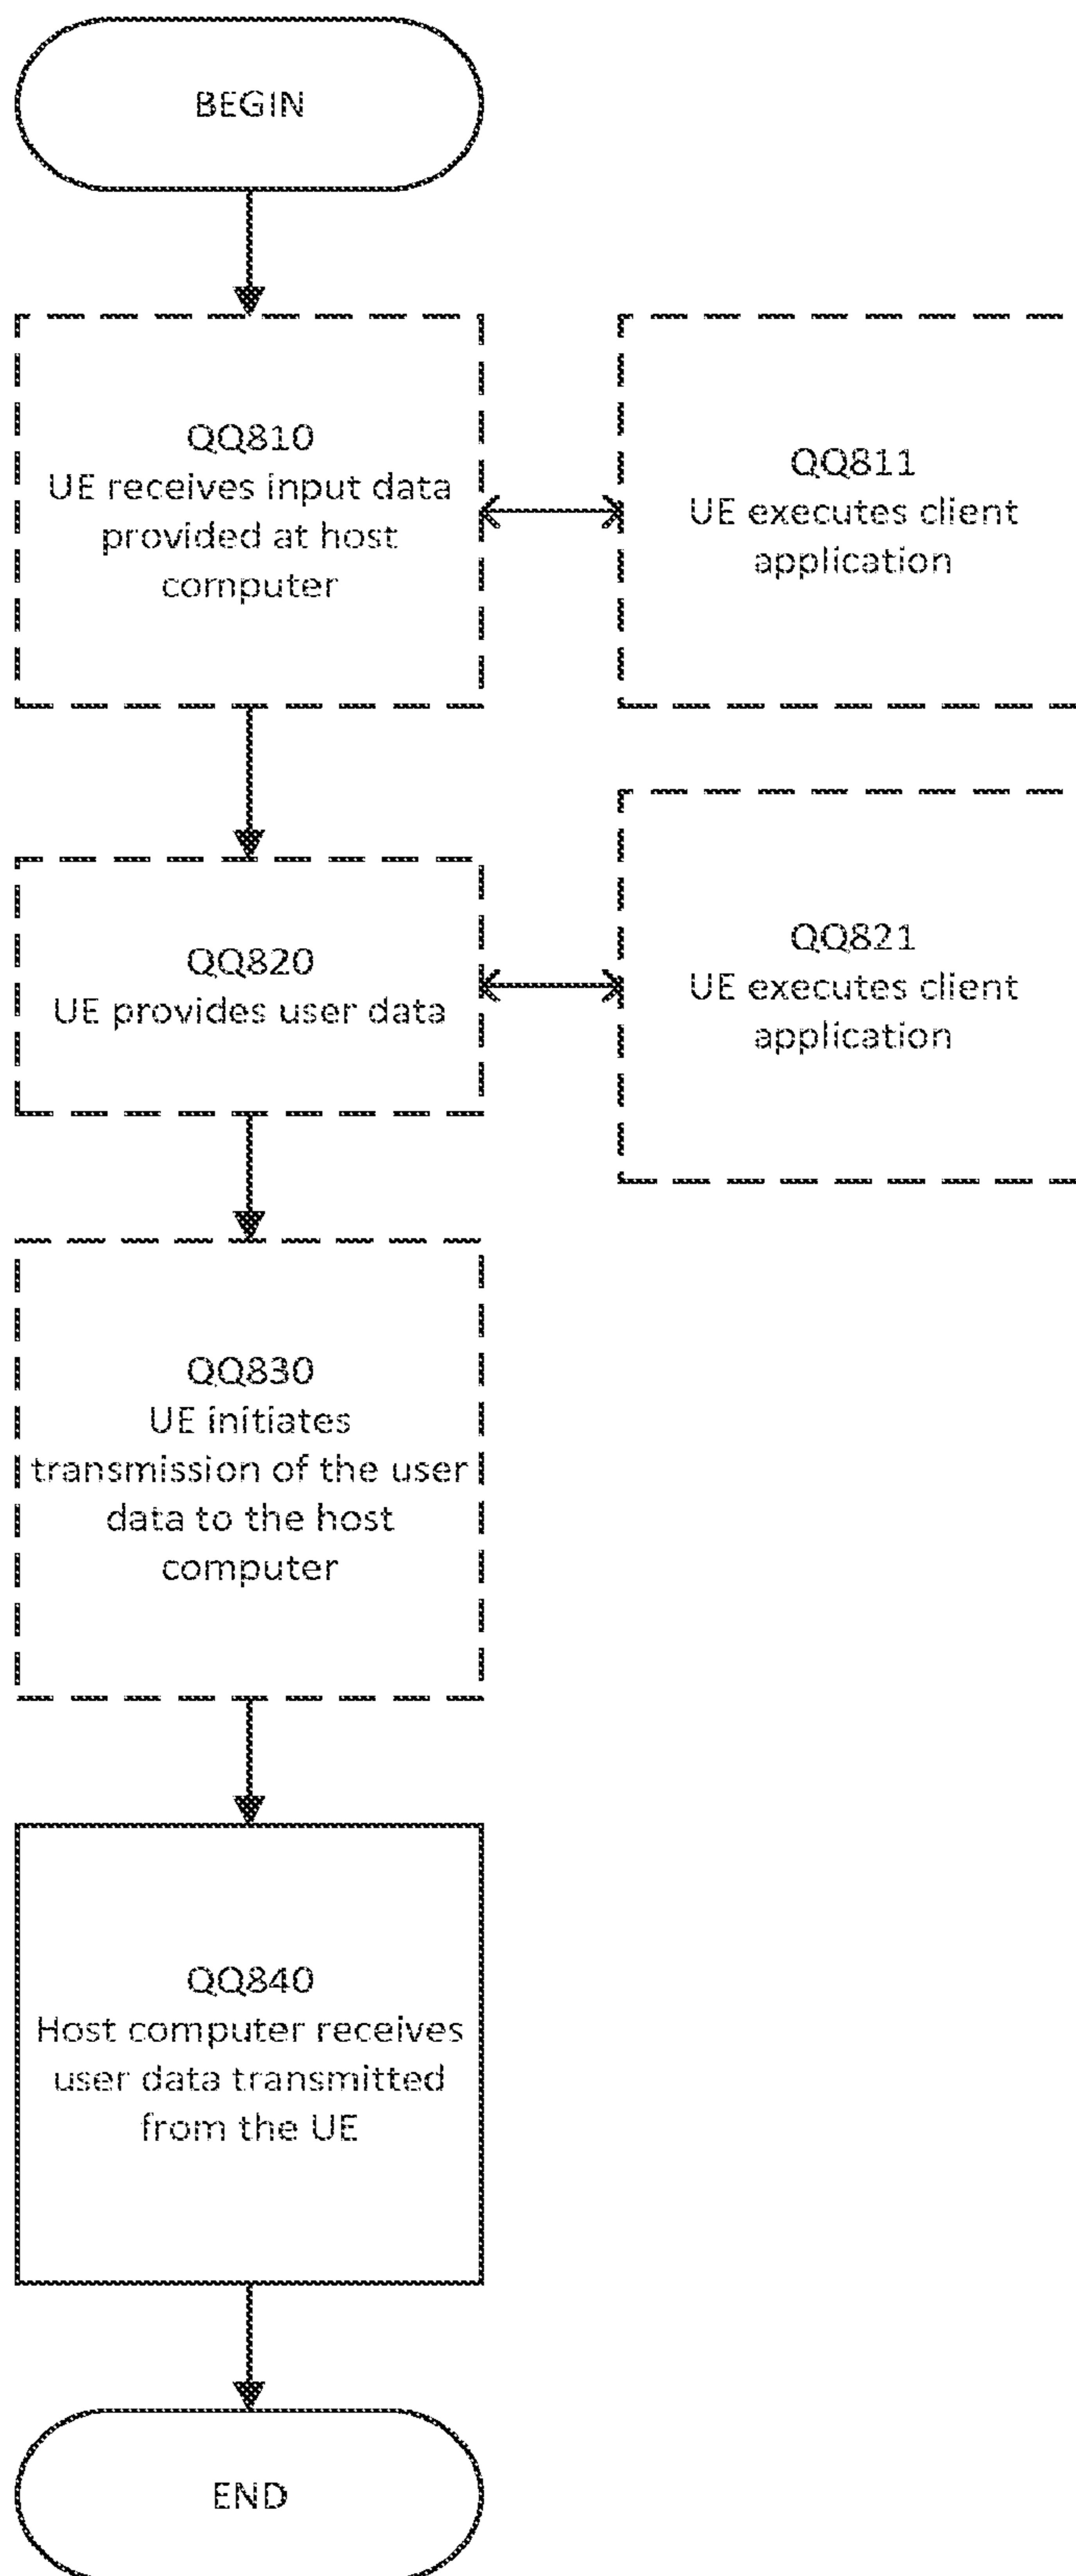 BEGIN
QQ810
UE receives input data
provided at host
computer
QQ811
UE executes client
application
QQ820
UE provides user data
QQ821
UE executes client
application
QQ830
UE initiates
transmission of the user
data to the host
computer
QQ840
Host computer receives
user data transmitted
from the UE
END